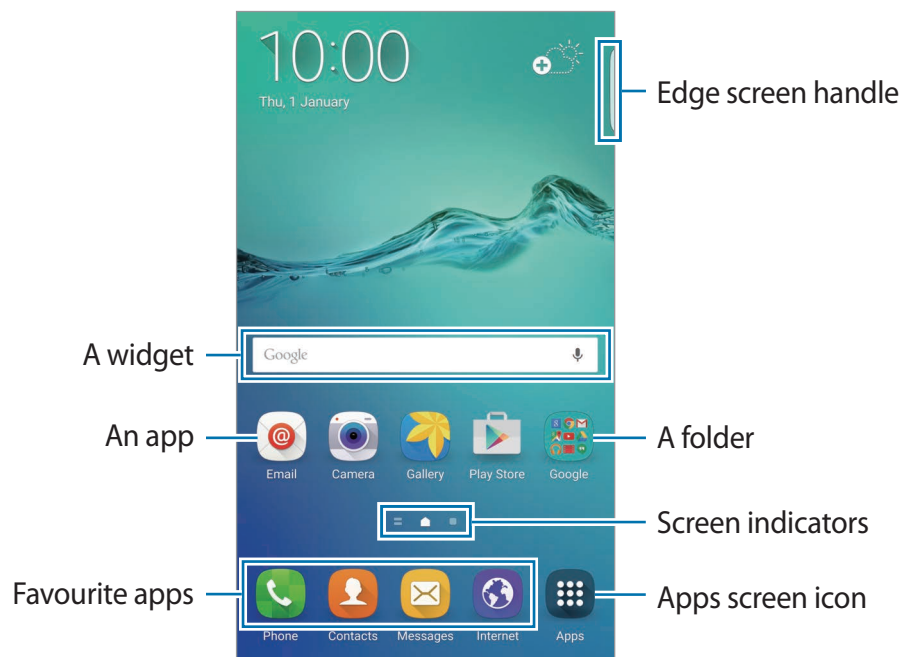 10:00
Thu, 1 January
Edge screen handle
A widget
Google
An app
@
A folder
Email Camera Gallery Play Store Google
Screen indicators
Favourite apps
Apps screen icon
Phone Contacts Messages Internet Apps